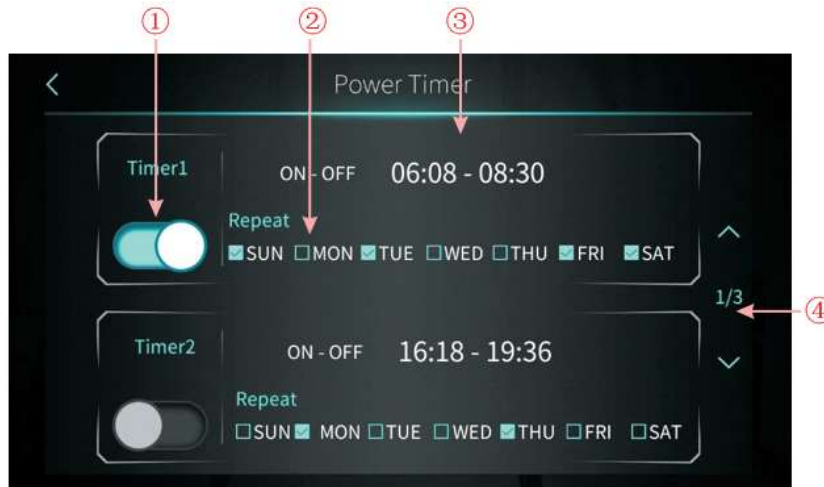 ① ② ③
Power Timer
Timer1
ON - OFF 06:08 - 08:30
Repeat
SUN MON TUE WED THU FRI SAT
1/3
④
Timer2
ON - OFF 16:18 - 19:36
Repeat
SUN MON TUE WED THU FRI SAT